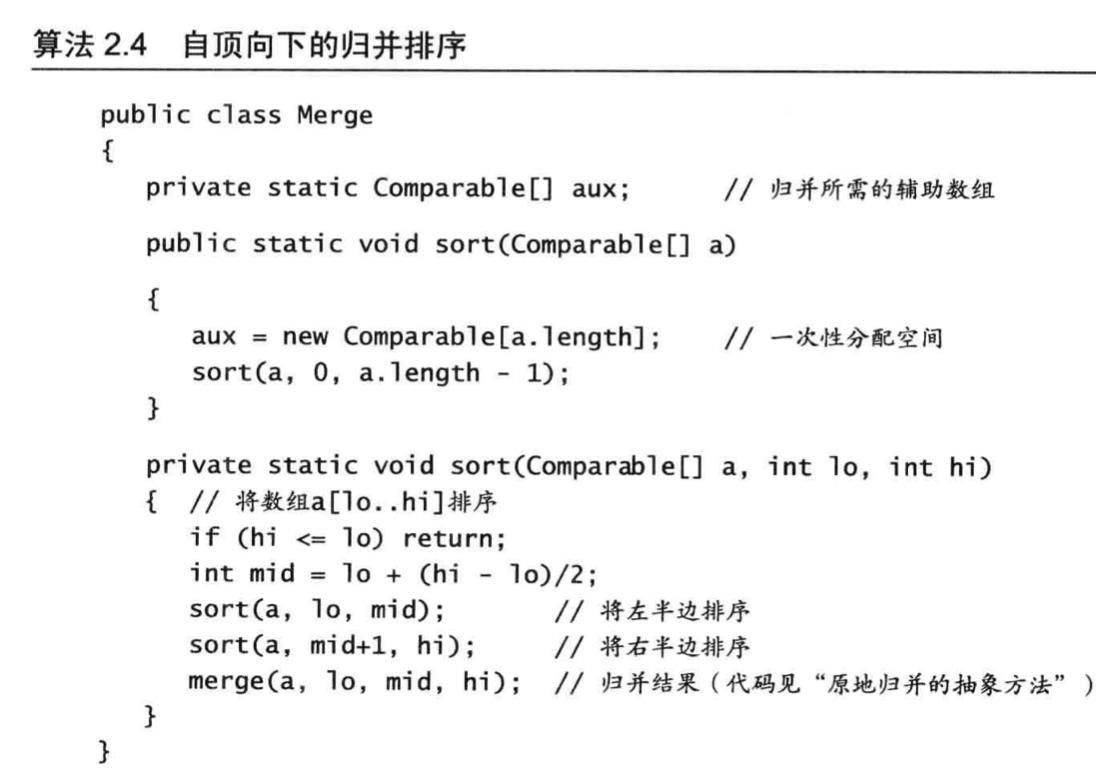 算法 2.4 自顶向下的归并排序
public class Merge
{
private static Comparable[] aux; // 归并所需的辅助数组
public static void sort(Comparable[] a)
{
aux = new Comparable[a.length]; // 一次性分配空间
sort(a, 0, a.length - 1);
}
private static void sort(Comparable[] a, int lo, int hi)
{ // 将数组a[lo..hi]排序
if (hi <= lo) return;
int mid = lo + (hi - lo)/2;
sort(a, lo, mid); // 将左半边排序
sort(a, mid+1, hi); // 将右半边排序
merge(a, lo, mid, hi); // 归并结果（代码见“原地归并的抽象方法”）
}
}